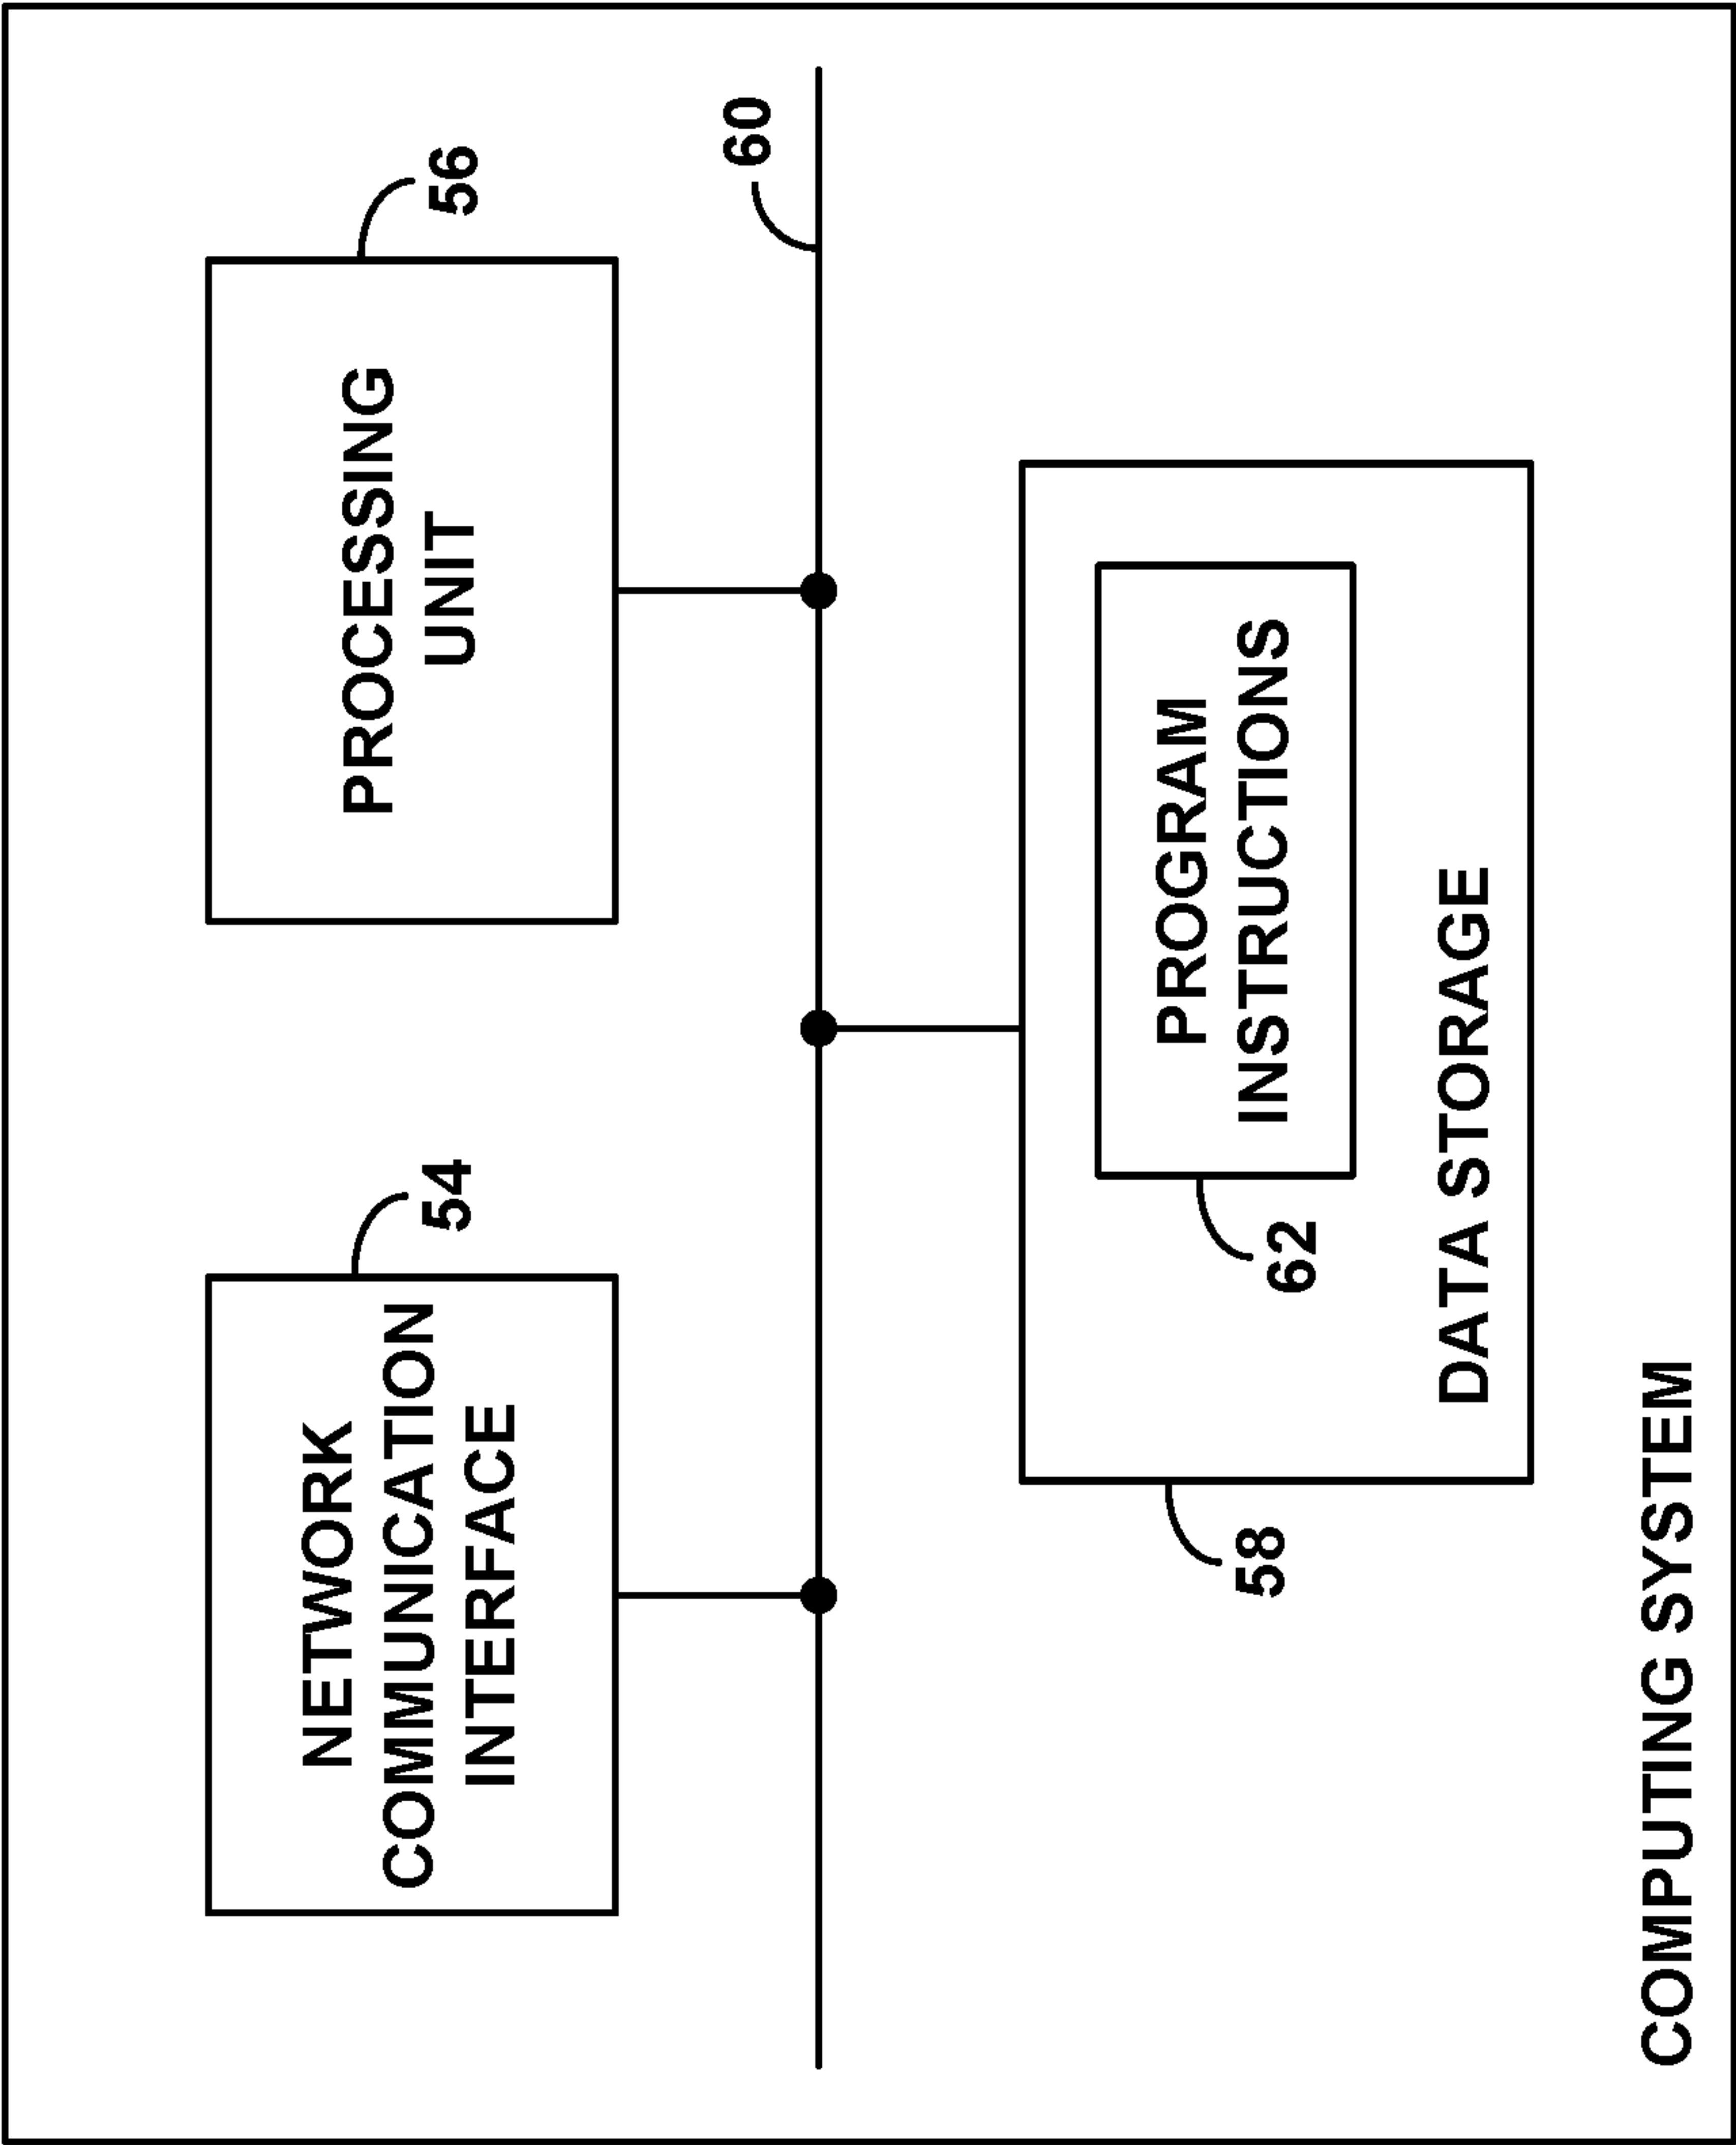 54
NETWORK
COMMUNICATION
INTERFACE
56
PROCESSING
UNIT
60
58
62
PROGRAM
INSTRUCTIONS
DATA STORAGE
COMPUTING SYSTEM